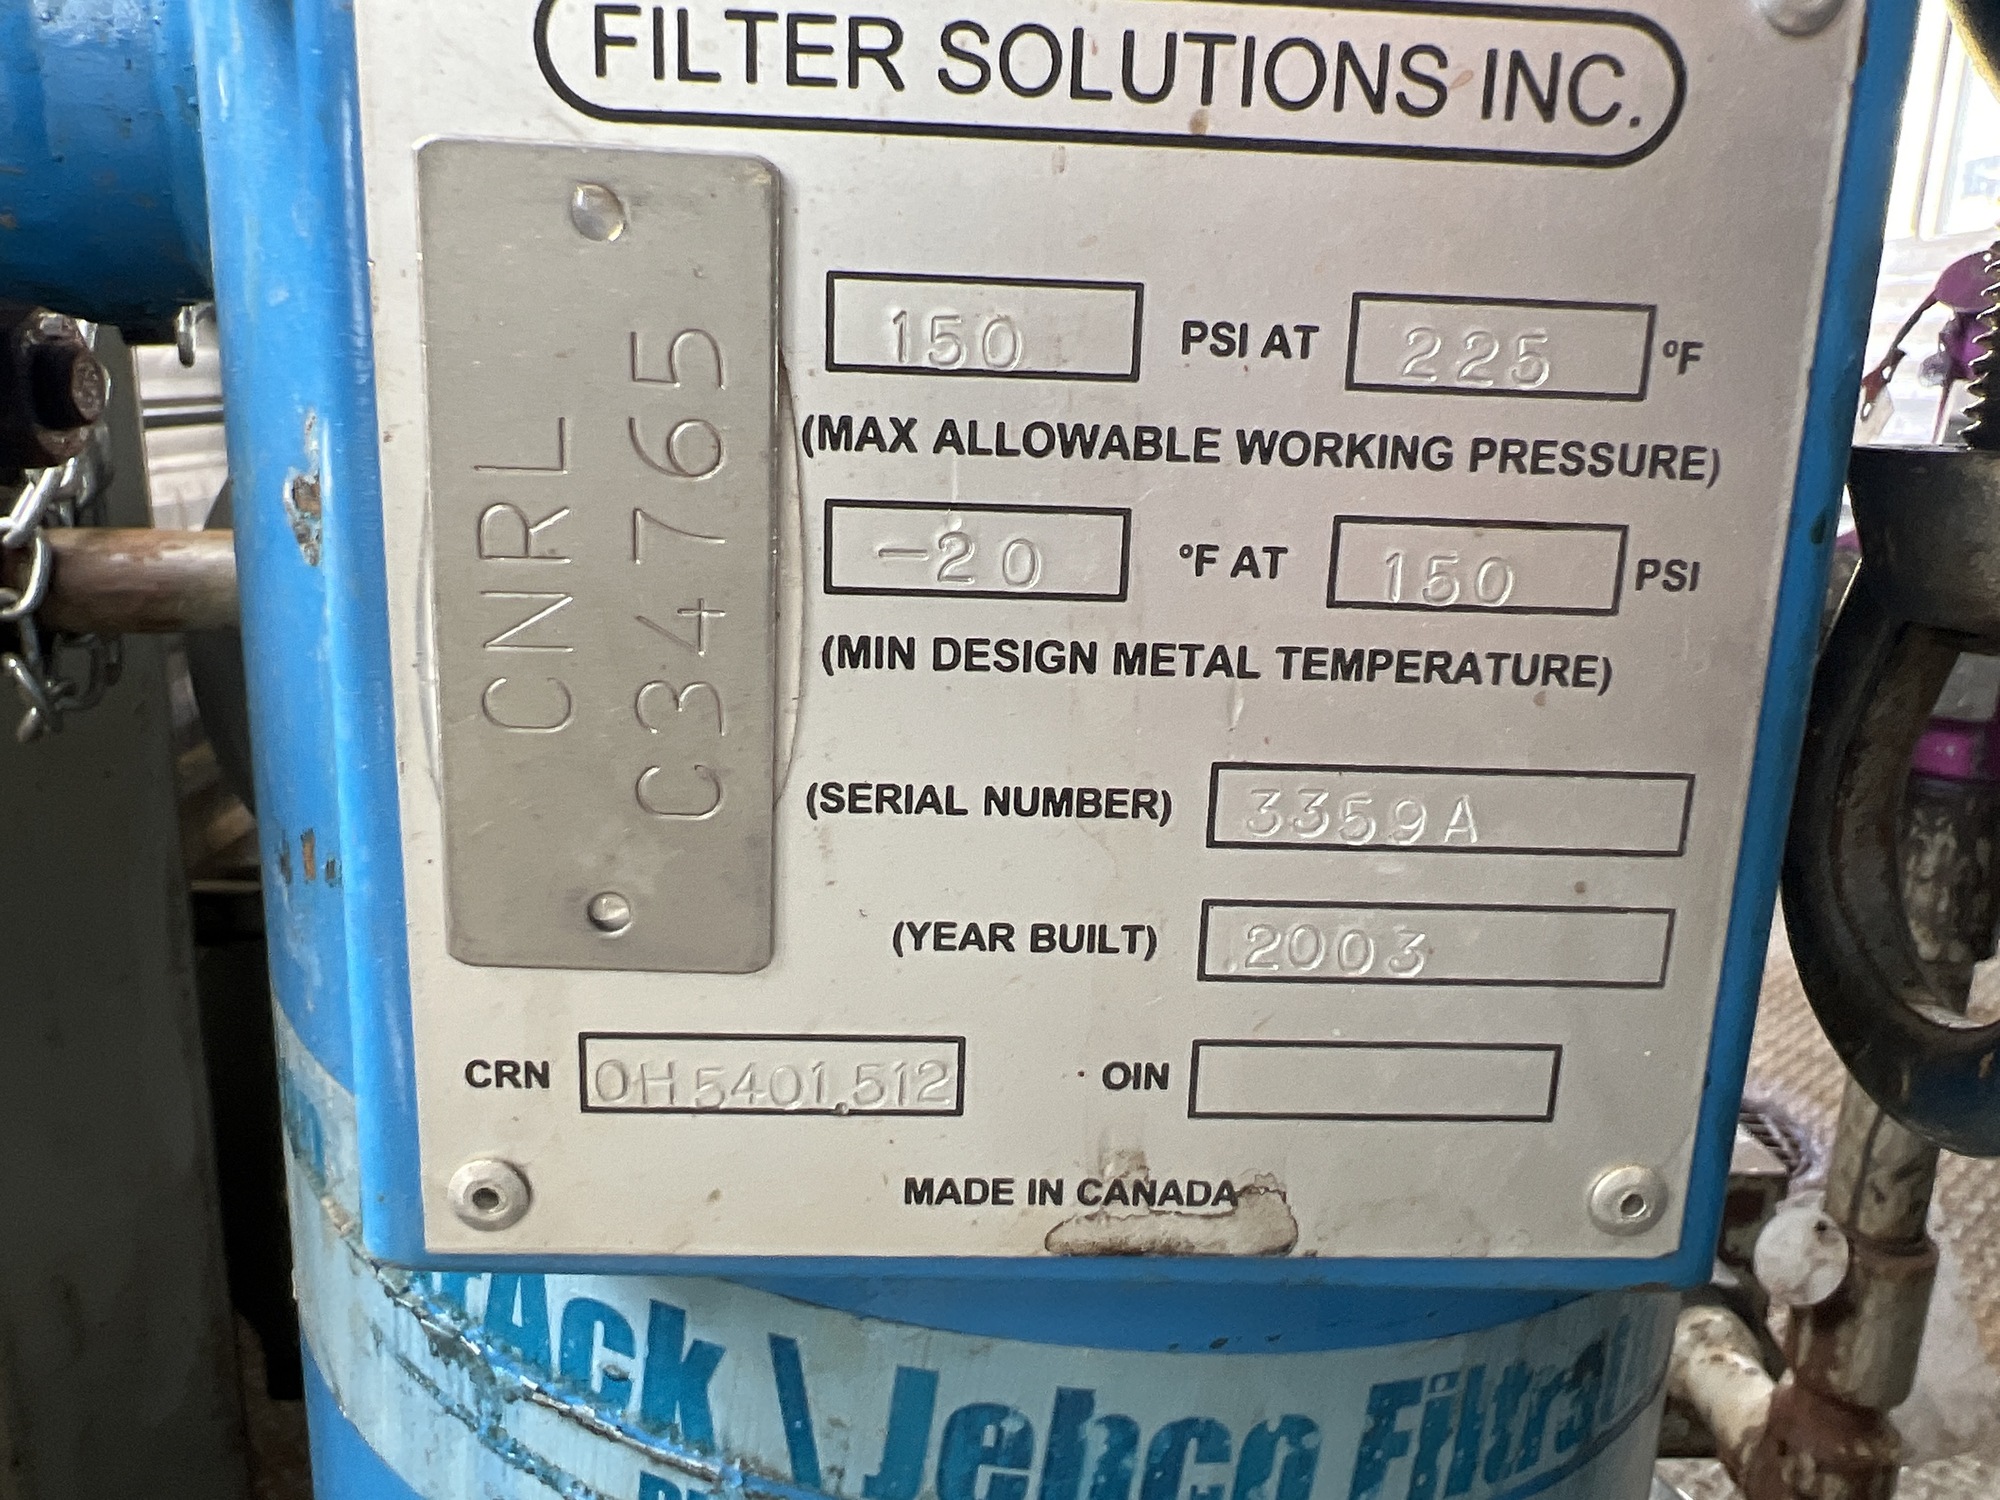 FILTER SOLUTIONS INC.
CNRL
C34765
150 PSI AT 225 °F
(MAX ALLOWABLE WORKING PRESSURE)
-20 °F AT 150 PSI
(MIN DESIGN METAL TEMPERATURE)
(SERIAL NUMBER) 3359A
(YEAR BUILT) 2003
CRN OH5401.512 OIN
MADE IN CANADA
Jebco